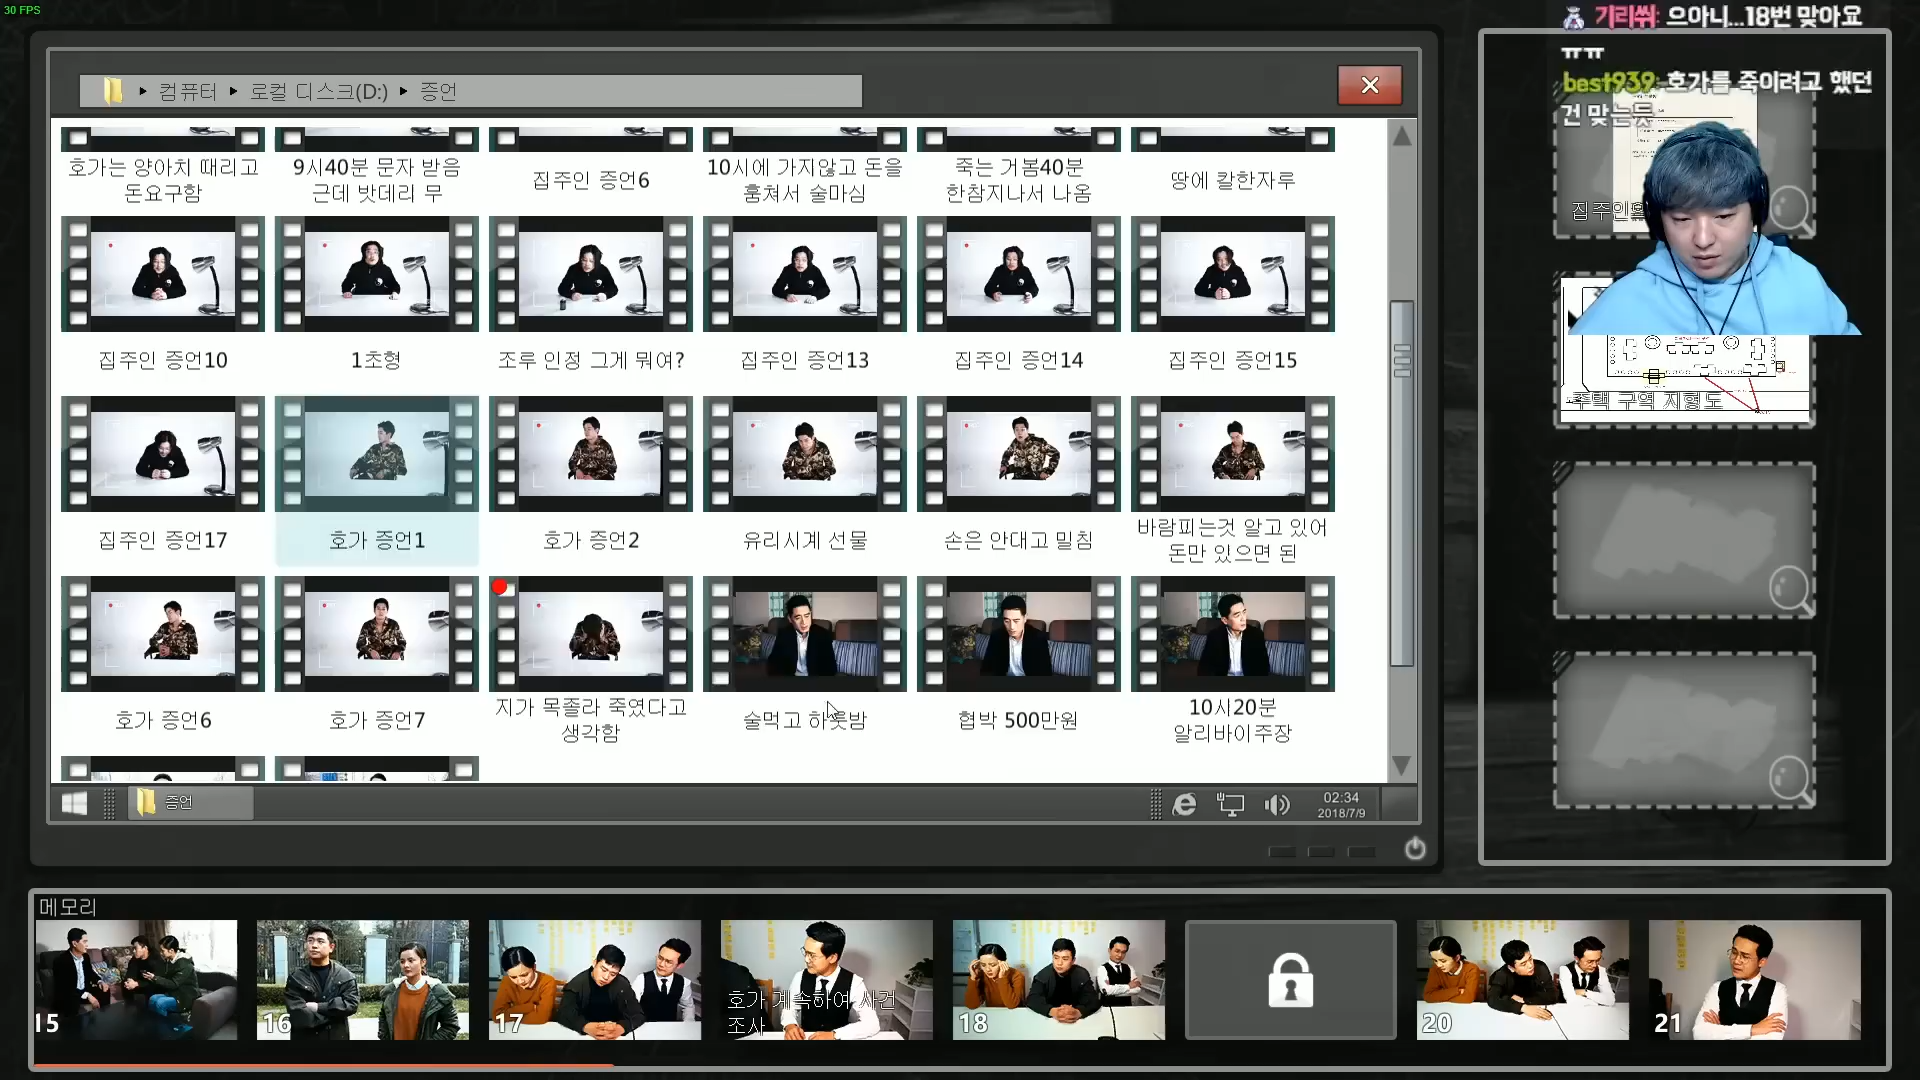 30 FPS
기리쒸: 으아니...18번 맞아요
ㅠㅠ
best939: 호가를 죽이려고 했던
건 맞는듯
컴퓨터
로컬 디스크(D:)
증언
호가는 양아치 때리고
돈요구함
9시40분 문자 받음
근데 밧데리 무
집주인 증언6
10시에 가지않고 돈을
훔쳐서 술마심
죽는 거봄40분
한참지나서 나옴
땅에 칼한자루
집주인 증언10
1초형
조루 인정 그게 뭐여?
집주인 증언13
집주인 증언14
집주인 증언15
집주인 증언17
호가 증언1
호가 증언2
유리시계 선물
손은 안대고 밀침
바람피는것 알고 있어
돈만 있으면 된
호가 증언6
호가 증언7
지가 목졸라 죽였다고
생각함
술먹고 하룻밤
협박 500만원
10시20분
알리바이주장
증언
02:34
2018/7/9
집주인
주택 구역 지형도
메모리
15
16
17
호가 계속하여 사건
조사
18
20
21